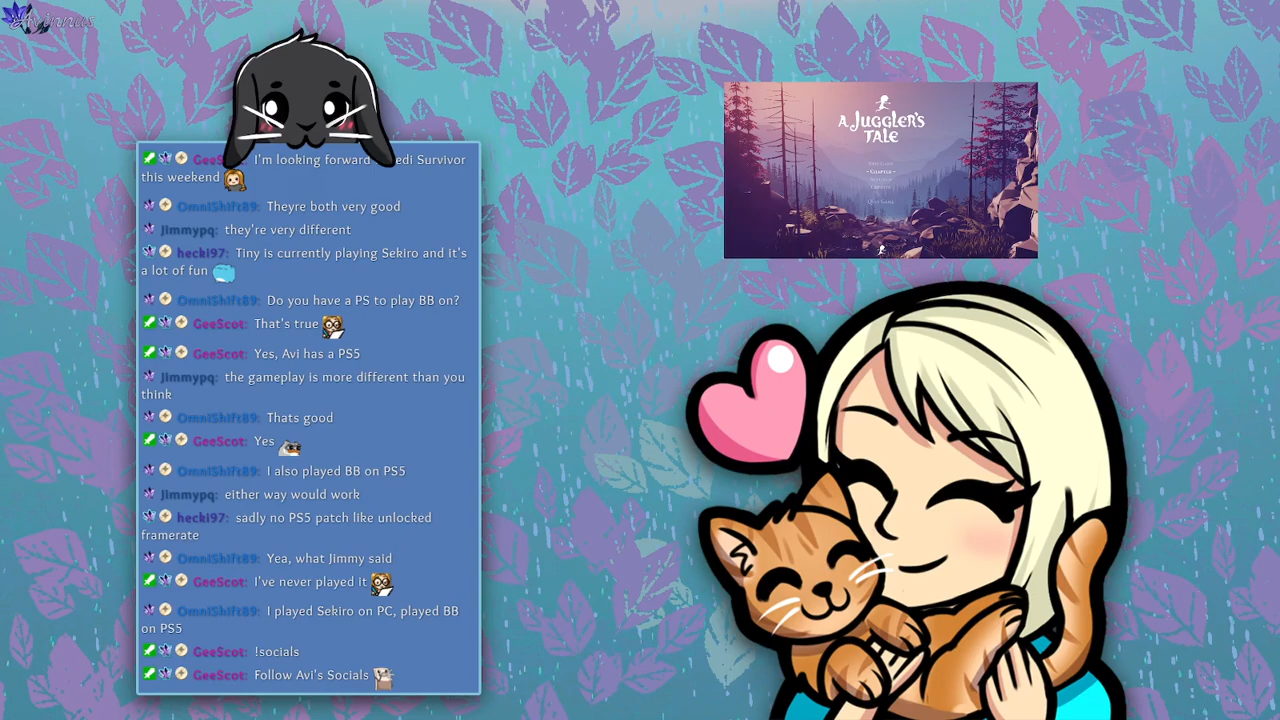 Avinnus
GeeS I'm looking forward edi Survivor
this weekend
OmniShift89: Theyre both very good
Jimmypq: they're very different
hecki97: Tiny is currently playing Sekiro and it's
a lot of fun
OmniShift89: Do you have a PS to play BB on?
GeeScot: That's true
GeeScot: Yes, Avi has a PS5
Jimmypq: the gameplay is more different than you
think
OmniShift89: Thats good
GeeScot: Yes
OmniShift89: I also played BB on PS5
Jimmypq: either way would work
hecki97: sadly no PS5 patch like unlocked
framerate
OmniShift89: Yea, what Jimmy said
GeeScot: I've never played it
OmniShift89: I played Sekiro on PC, played BB
on PS5
GeeScot: !socials
GeeScot: Follow Avi's Socials
A JUGGLER'S
TALE